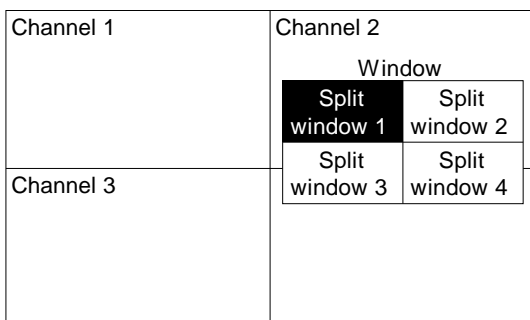 Channel 1
Channel 2
Window
Split
window 1
Split
window 2
Split
window 3
Split
window 4
Channel 3